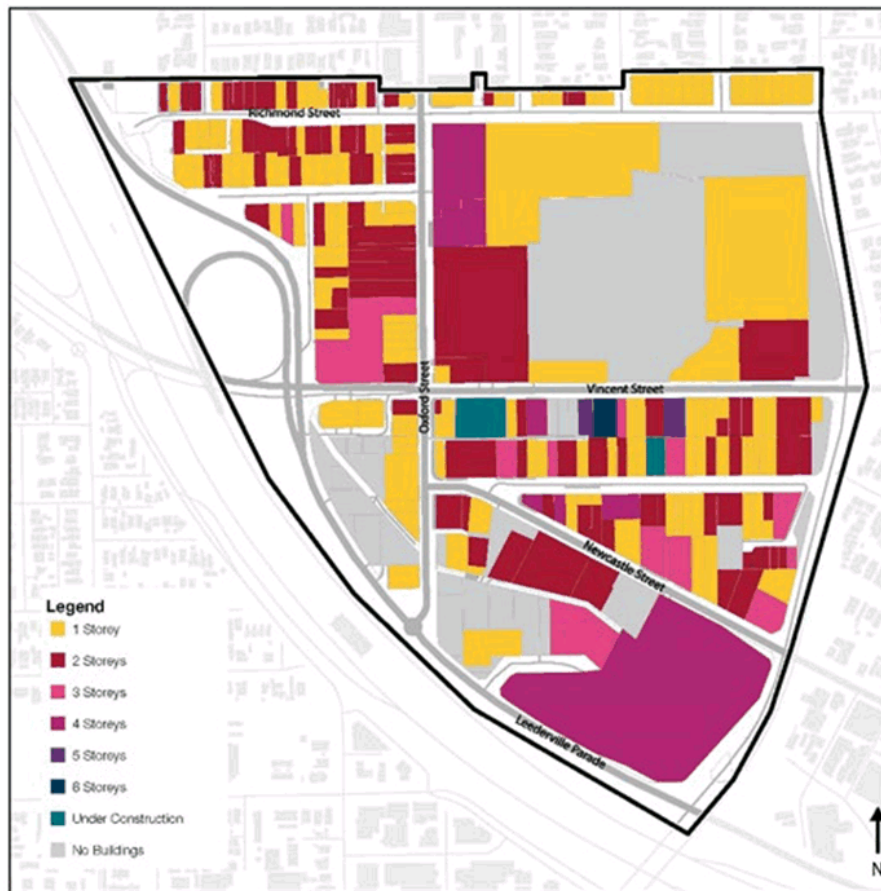 Richmond Street
Oxford Street
Vincent Street
Newcastle Street
Leederville Parade
Legend
1 Storey
2 Storeys
3 Storeys
4 Storeys
5 Storeys
6 Storeys
Under Construction
No Buildings
N